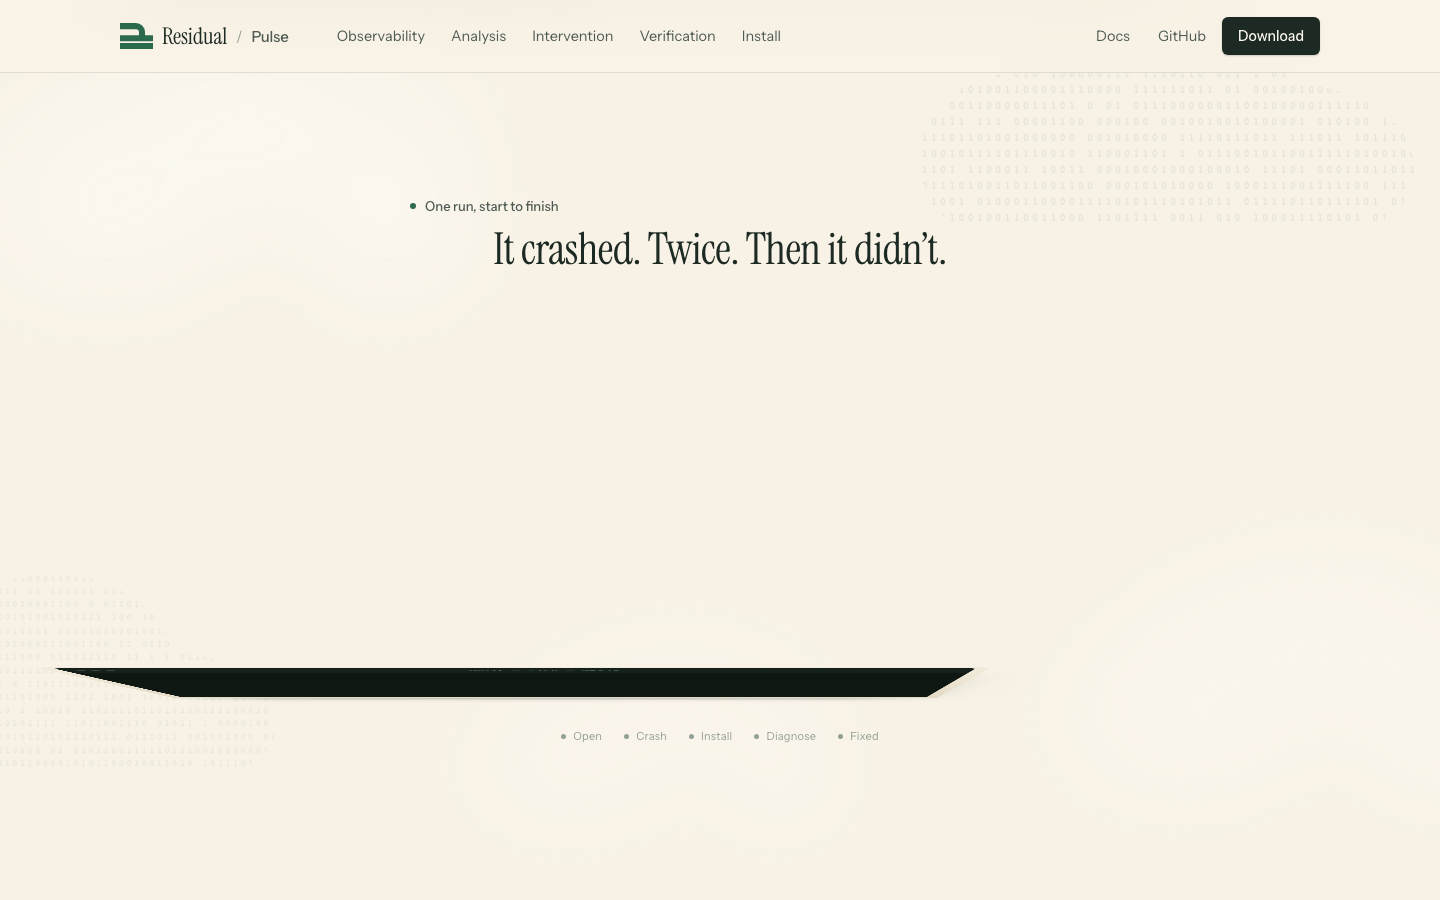 Residual / Pulse
Observability
Analysis
Intervention
Verification
Install
Docs
GitHub
Download
One run, start to finish
It crashed. Twice. Then it didn’t.
Open
Crash
Install
Diagnose
Fixed